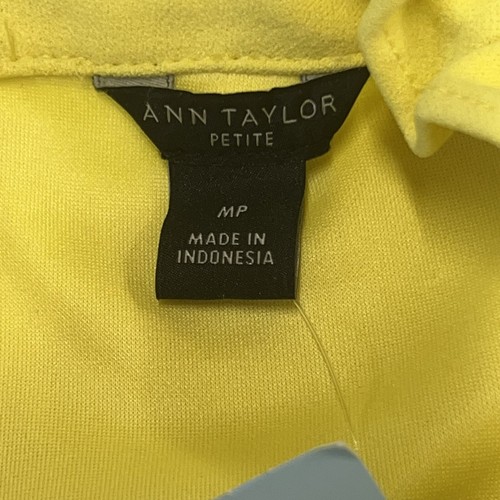 ANN TAYLOR
PETITE
MP
MADE IN
INDONESIA